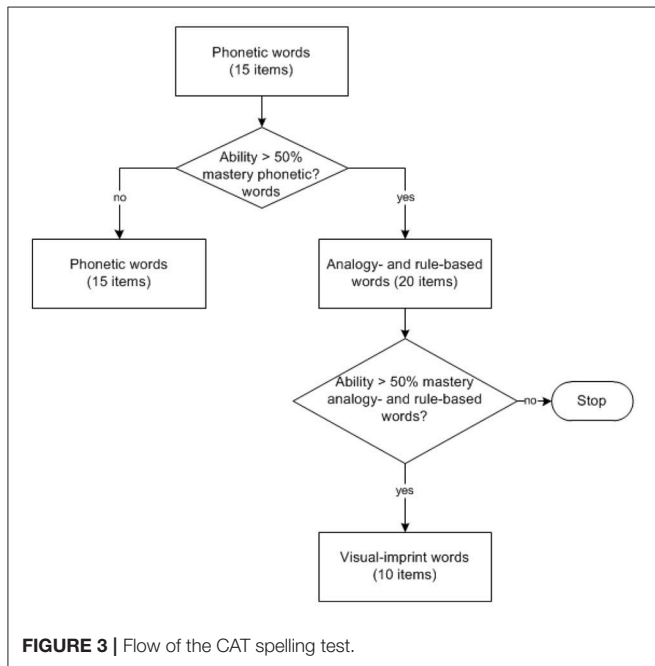 Phonetic words
(15 items)
Ability > 50%
mastery phonetic?
words
no
yes
Phonetic words
(15 items)
Analogy- and rule-based
words (20 items)
Ability > 50% mastery
analogy- and rule-based
words?
no
Stop
yes
Visual-imprint words
(10 items)
FIGURE 3 | Flow of the CAT spelling test.